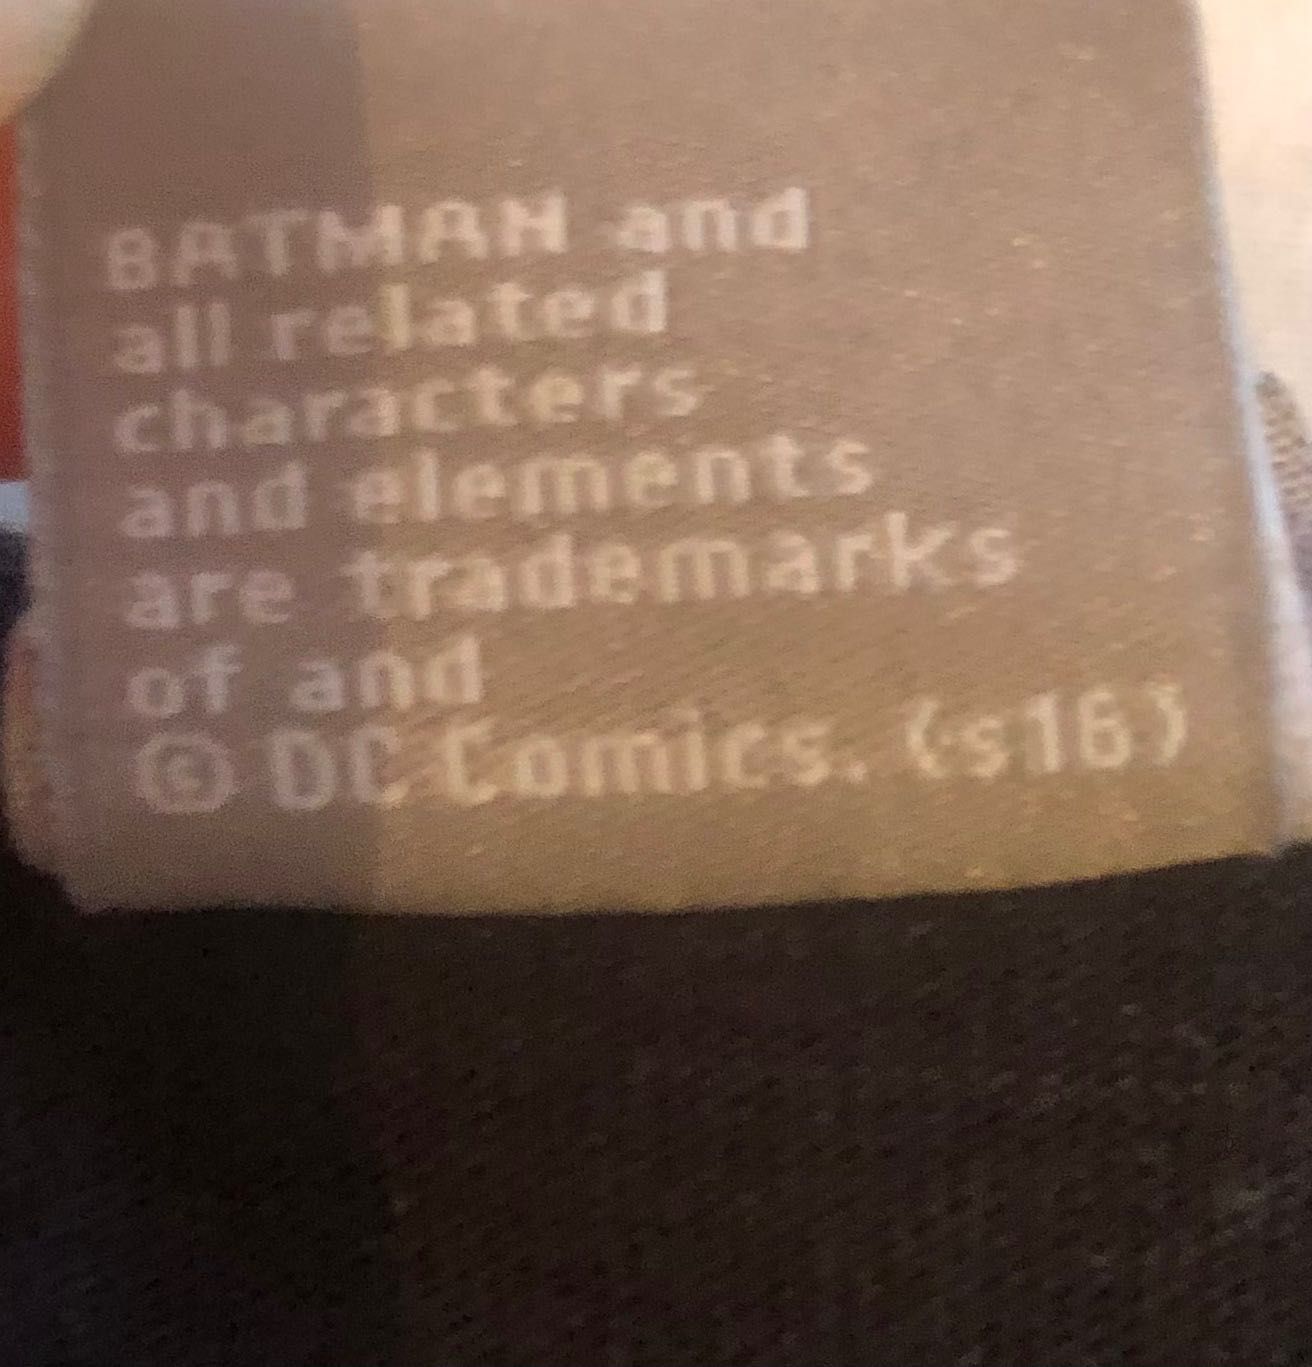 BATMAN and
all related
characters
and elements
are trademarks
of and
© DC Comics. (s16)